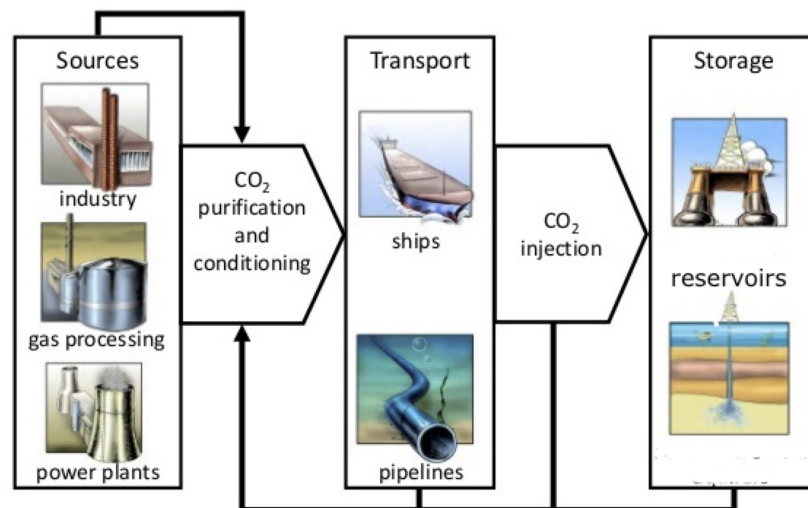 Sources
industry
gas processing
power plants
CO₂
purification
and
conditioning
Transport
ships
pipelines
CO₂
injection
Storage
reservoirs